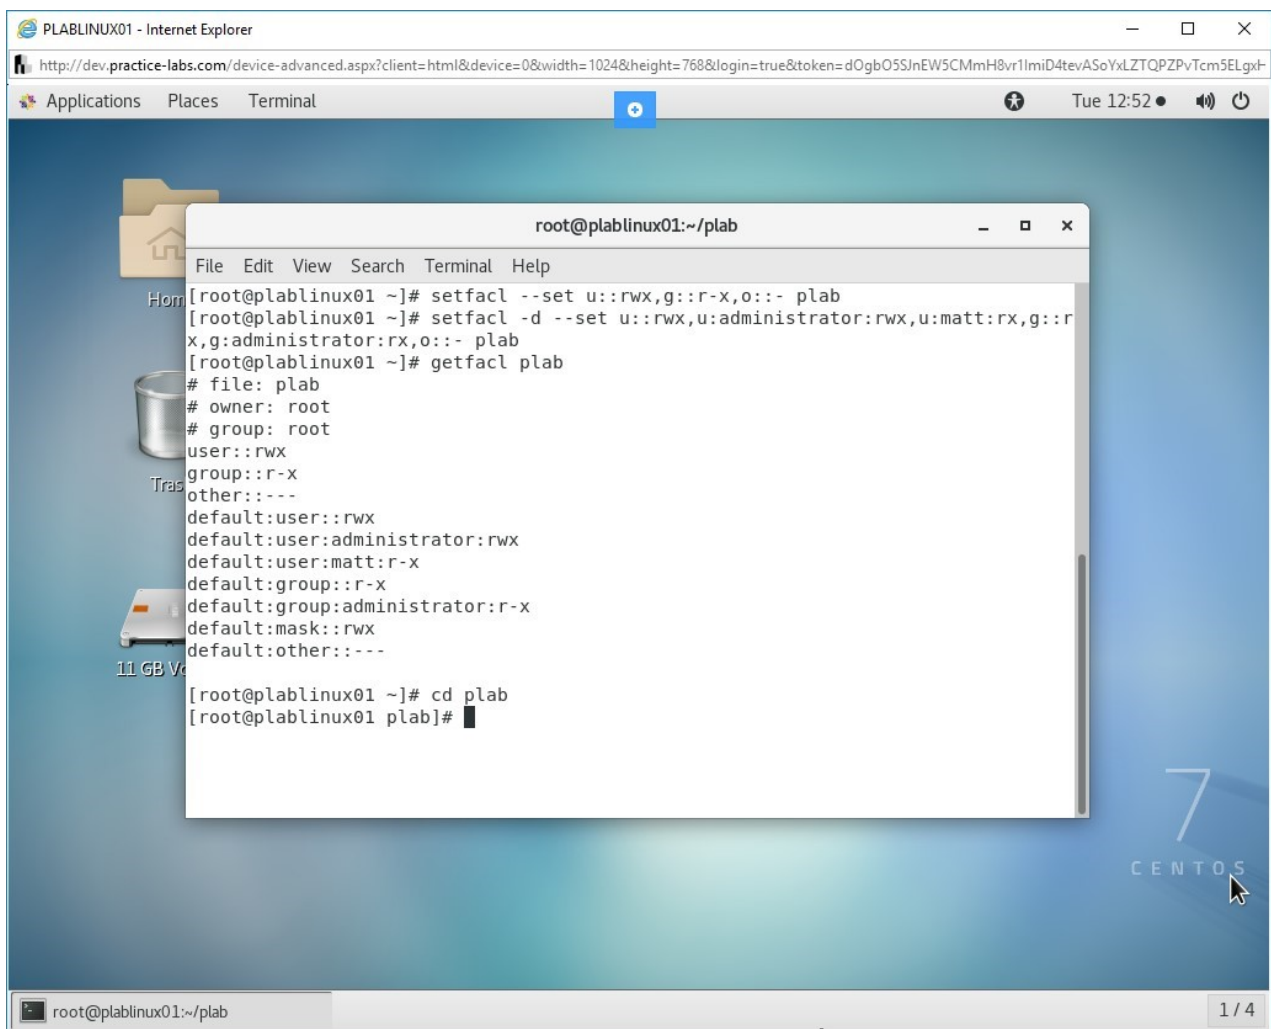 PLABLINUX01 - Internet Explorer
http://dev.practice-labs.com/device-advanced.aspx?client=html&device=0&width=1024&height=768&login=true&token=dOgbO5SJnEW5CMmH8vr1ImiD4tevASoYxLZTQPZPvTcm5ELgxH
Applications Places Terminal Tue 12:52
root@plablinux01:~/plab
File Edit View Search Terminal Help
[root@plablinux01 ~]# setfacl --set u::rwx,g::r-x,o::- plab
[root@plablinux01 ~]# setfacl -d --set u::rwx,u:administrator:rwx,u:matt:rx,g::r
x,g:administrator:rx,o::- plab
[root@plablinux01 ~]# getfacl plab
# file: plab
# owner: root
# group: root
user::rwx
group::r-x
other::---
default:user::rwx
default:user:administrator:rwx
default:user:matt:r-x
default:group::r-x
default:group:administrator:r-x
default:mask::rwx
default:other::---
[root@plablinux01 ~]# cd plab
[root@plablinux01 plab]#
Hom
Tras
11 GB Vo
7
CENTOS
root@plablinux01:~/plab
1 / 4